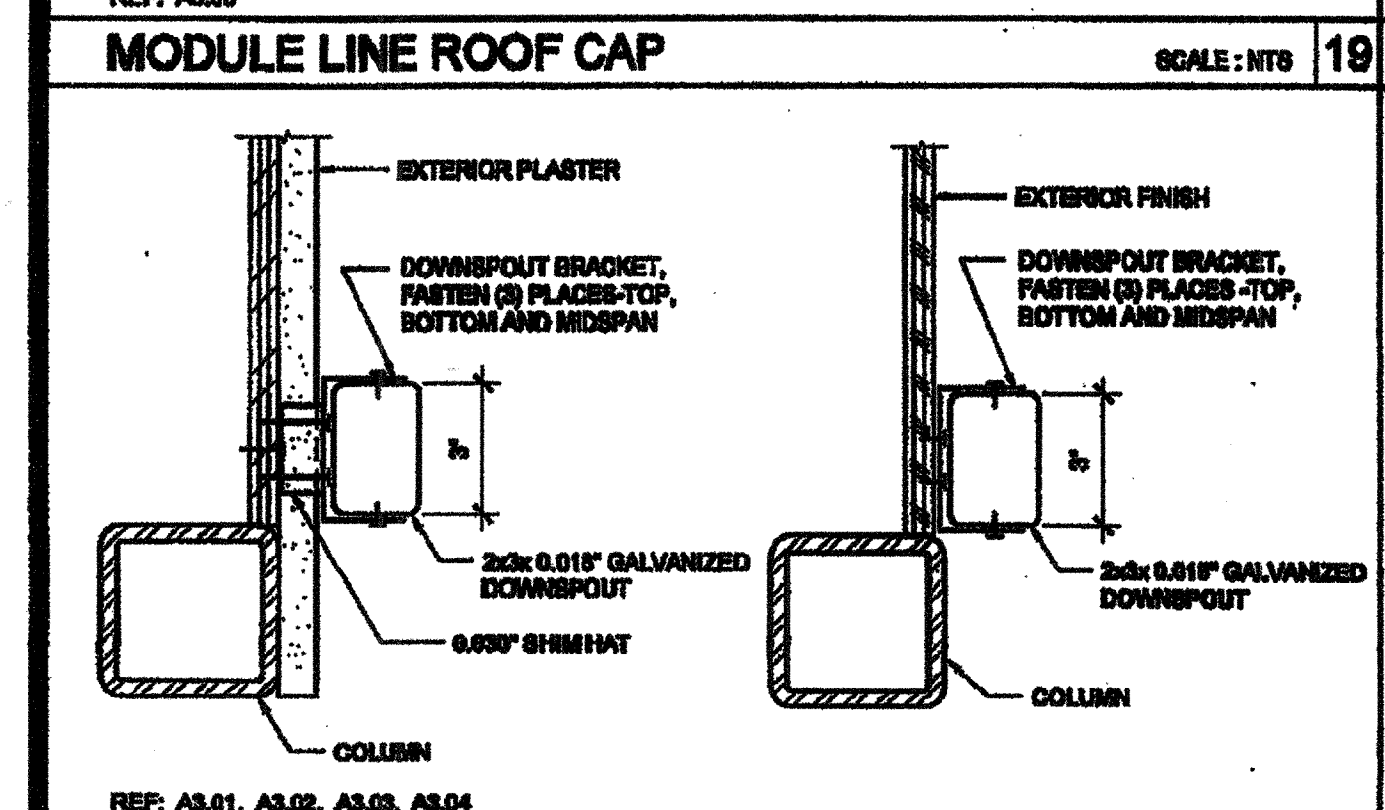 MODULE LINE ROOF CAP
SCALE : NTS
19
EXTERIOR PLASTER
DOWNSPOUT BRACKET,
FASTEN (3) PLACES-TOP,
BOTTOM AND MIDSPAN
3"
2x3x 0.018" GALVANIZED
DOWNSPOUT
0.030" SHIM HAT
COLUMN
EXTERIOR FINISH
DOWNSPOUT BRACKET,
FASTEN (3) PLACES -TOP,
BOTTOM AND MIDSPAN
3"
2x3x 0.018" GALVANIZED
DOWNSPOUT
COLUMN
REF: A3.01, A3.02, A3.03, A3.04